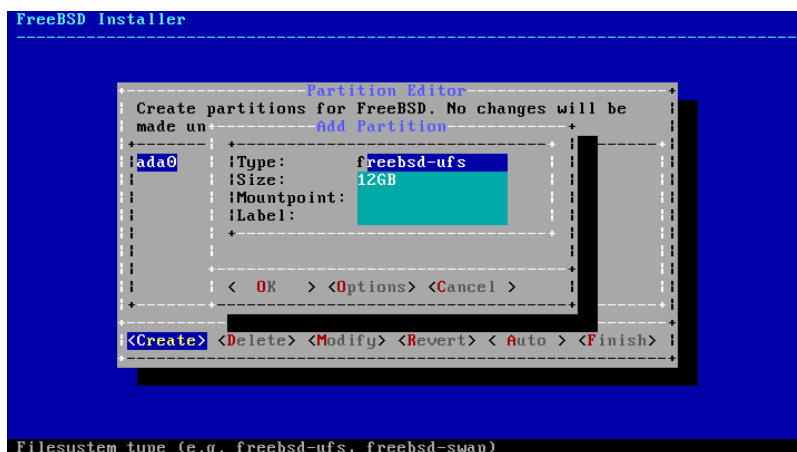 FreeBSD Installer
Partition Editor
Create partitions for FreeBSD. No changes will be
made un
Add Partition
ada0
Type: freebsd-ufs
Size: 12GB
Mountpoint:
Label:
< OK > <Options> <Cancel >
<Create> <Delete> <Modify> <Revert> < Auto > <Finish>
Filesystem type (e.g. freebsd-ufs, freebsd-swap)